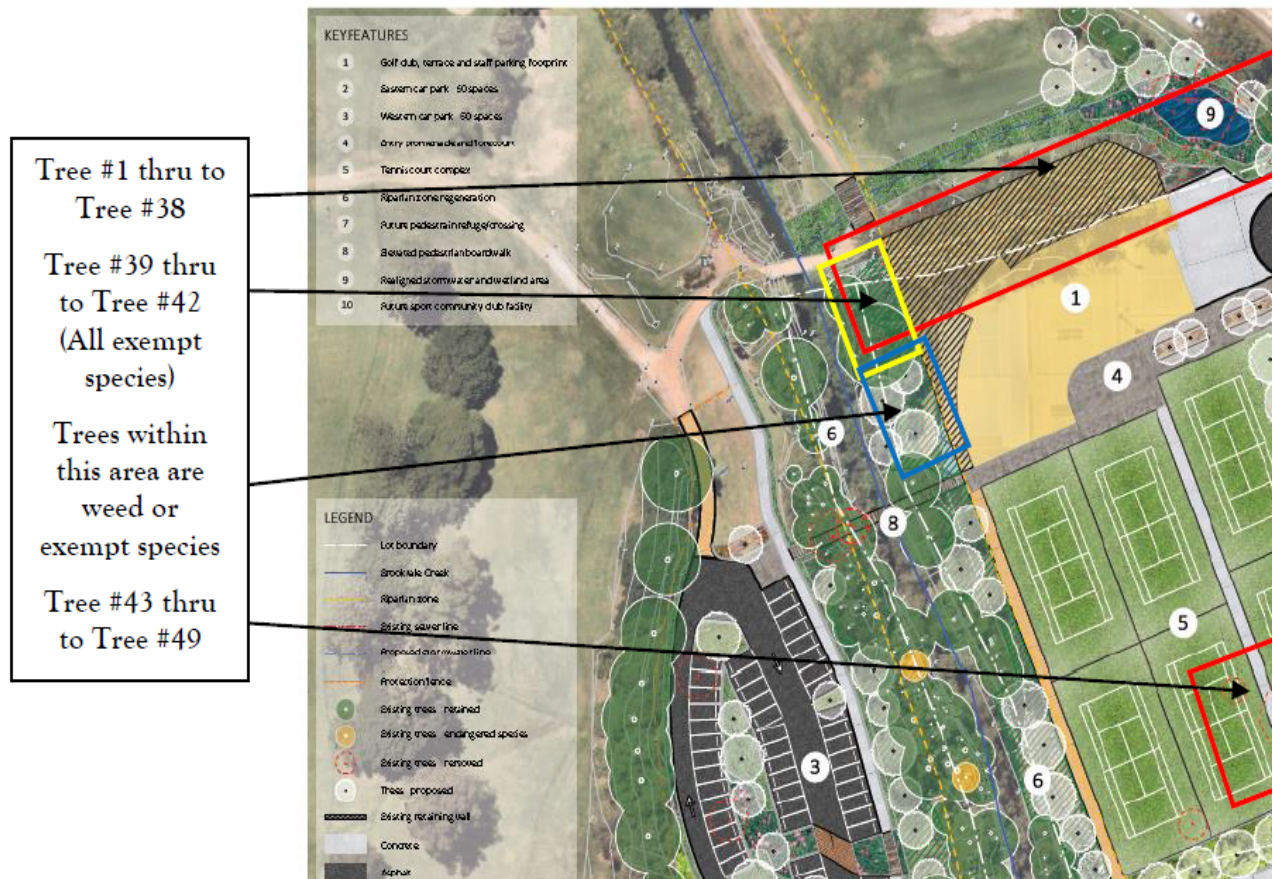 Tree #1 thru to
Tree #38
Tree #39 thru
to Tree #42
(All exempt
species)
Trees within
this area are
weed or
exempt species
Tree #43 thru
to Tree #49
KEYFEATURES
1 Golf club, terrace and staff parking footprint
2 Eastern car park 60 spaces
3 Western car park 60 spaces
4 Entry promenade and forecourt
5 Tennis court complex
6 Riparian zone regeneration
7 Future pedestrian refuge/crossing
8 Elevated pedestrian boardwalk
9 Realigned stormwater and wetland area
10 Future sport community club facility
LEGEND
Lot boundary
Brookvale Creek
Riparian zone
Existing sewer line
Proposed stormwater line
Protection fence
Existing trees retained
Existing trees endangered species
Existing trees removed
Trees proposed
Existing retaining wall
Concrete
Asphalt
9
1
4
6
8
5
3
6